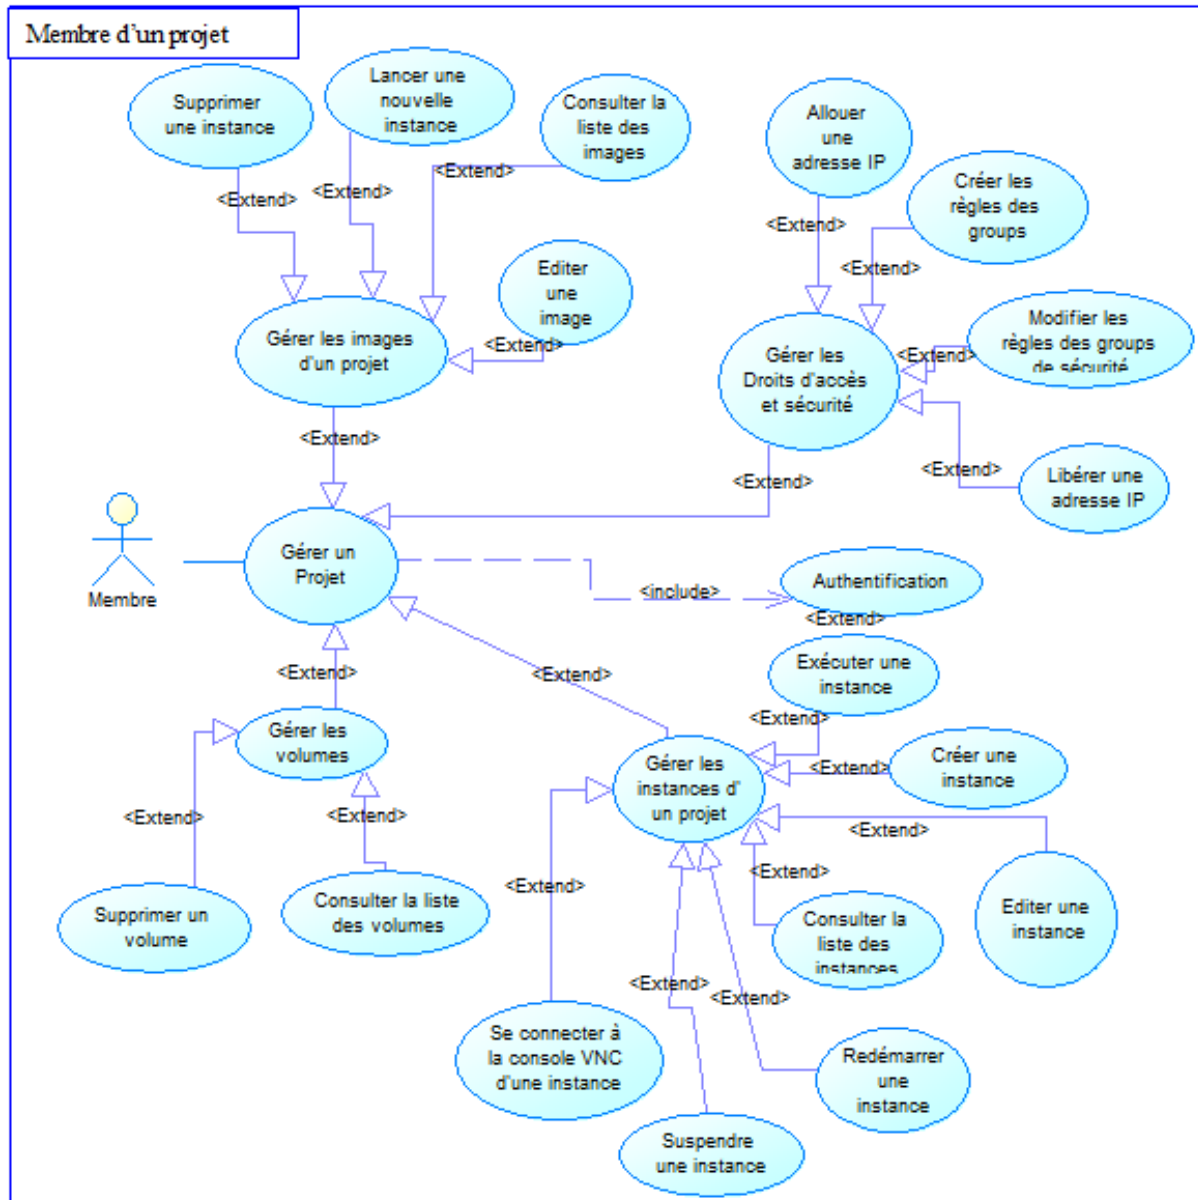 Membre d'un projet
Supprimer
une instance
Lancer une
nouvelle
instance
Consulter la
liste des
images
Allouer
une
adresse IP
Créer les
règles des
groups
<Extend>
<Extend>
<Extend>
<Extend>
<Extend>
Editer
une
image
<Extend>
Gérer les images
d'un projet
Gérer les
Droits d'accès
et sécurité
Modifier les
règles des groups
de sécurité
<Extend>
<Extend>
<Extend>
<Extend>
Libérer une
adresse IP
Membre
Gérer un
Projet
<include>
Authentification
<Extend>
Exécuter une
instance
<Extend>
<Extend>
<Extend>
Gérer les
volumes
Gérer les
instances d'
un projet
<Extend>
Créer une
instance
<Extend>
<Extend>
<Extend>
<Extend>
<Extend>
Supprimer un
volume
Consulter la liste
des volumes
Consulter la
liste des
instances
Editer une
instance
<Extend>
<Extend>
Se connecter à
la console VNC
d'une instance
Redémarrer
une
instance
Suspendre
une instance